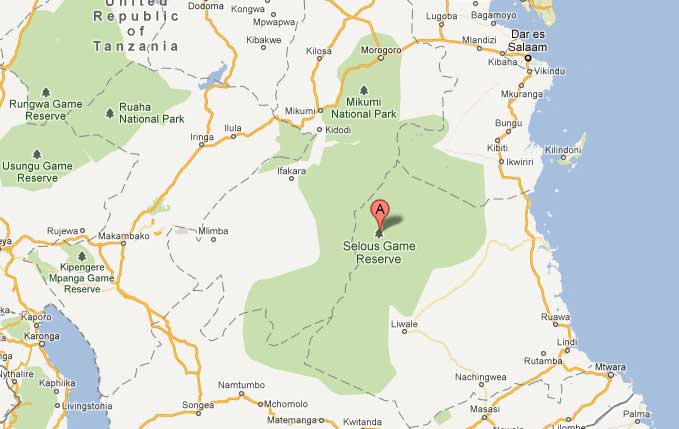 United
Republic
of
Tanzania
Dodoma
Kongwa
Mpwapwa
Kibakwe
Kilosa
Morogoro
Lugoba
Bagamoyo
Mlandizi
Dar es
Salaam
Kibaha
Vikindu
Mkuranga
Rungwa Game
Reserve
Ruaha
National Park
Mikumi
Mikumi
National Park
Kidodi
Bungu
Kibiti
Kilindoni
Ikwiriri
Usungu Game
Reserve
Iringa
Ilula
Ifakara
A
Selous Game
Reserve
Rujewa
Makambako
Mlimba
Kipengere
Mpanga Game
Reserve
Kaporo
Karonga
Liwale
Ruawa
Lindi
Rutamba
Mtwara
Nythalire
Kaphilika
Livingstonia
Namtumbo
Mchomolo
Songea
Matemanga
Kwitanda
Nachingwea
Masasi
Lilombe
Palma